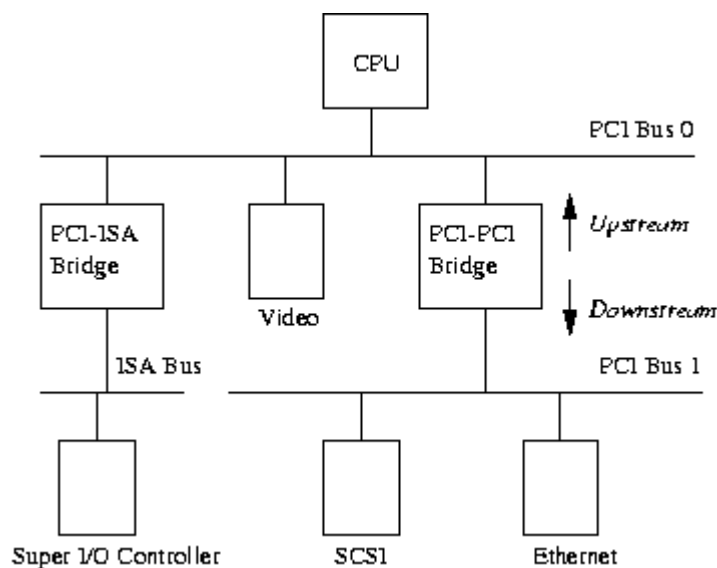 CPU
PCI Bus 0
PCI-ISA
Bridge
Video
PCI-PCI
Bridge
Upstream
Downstream
ISA Bus
PCI Bus 1
Super I/O Controller
SCSI
Ethernet